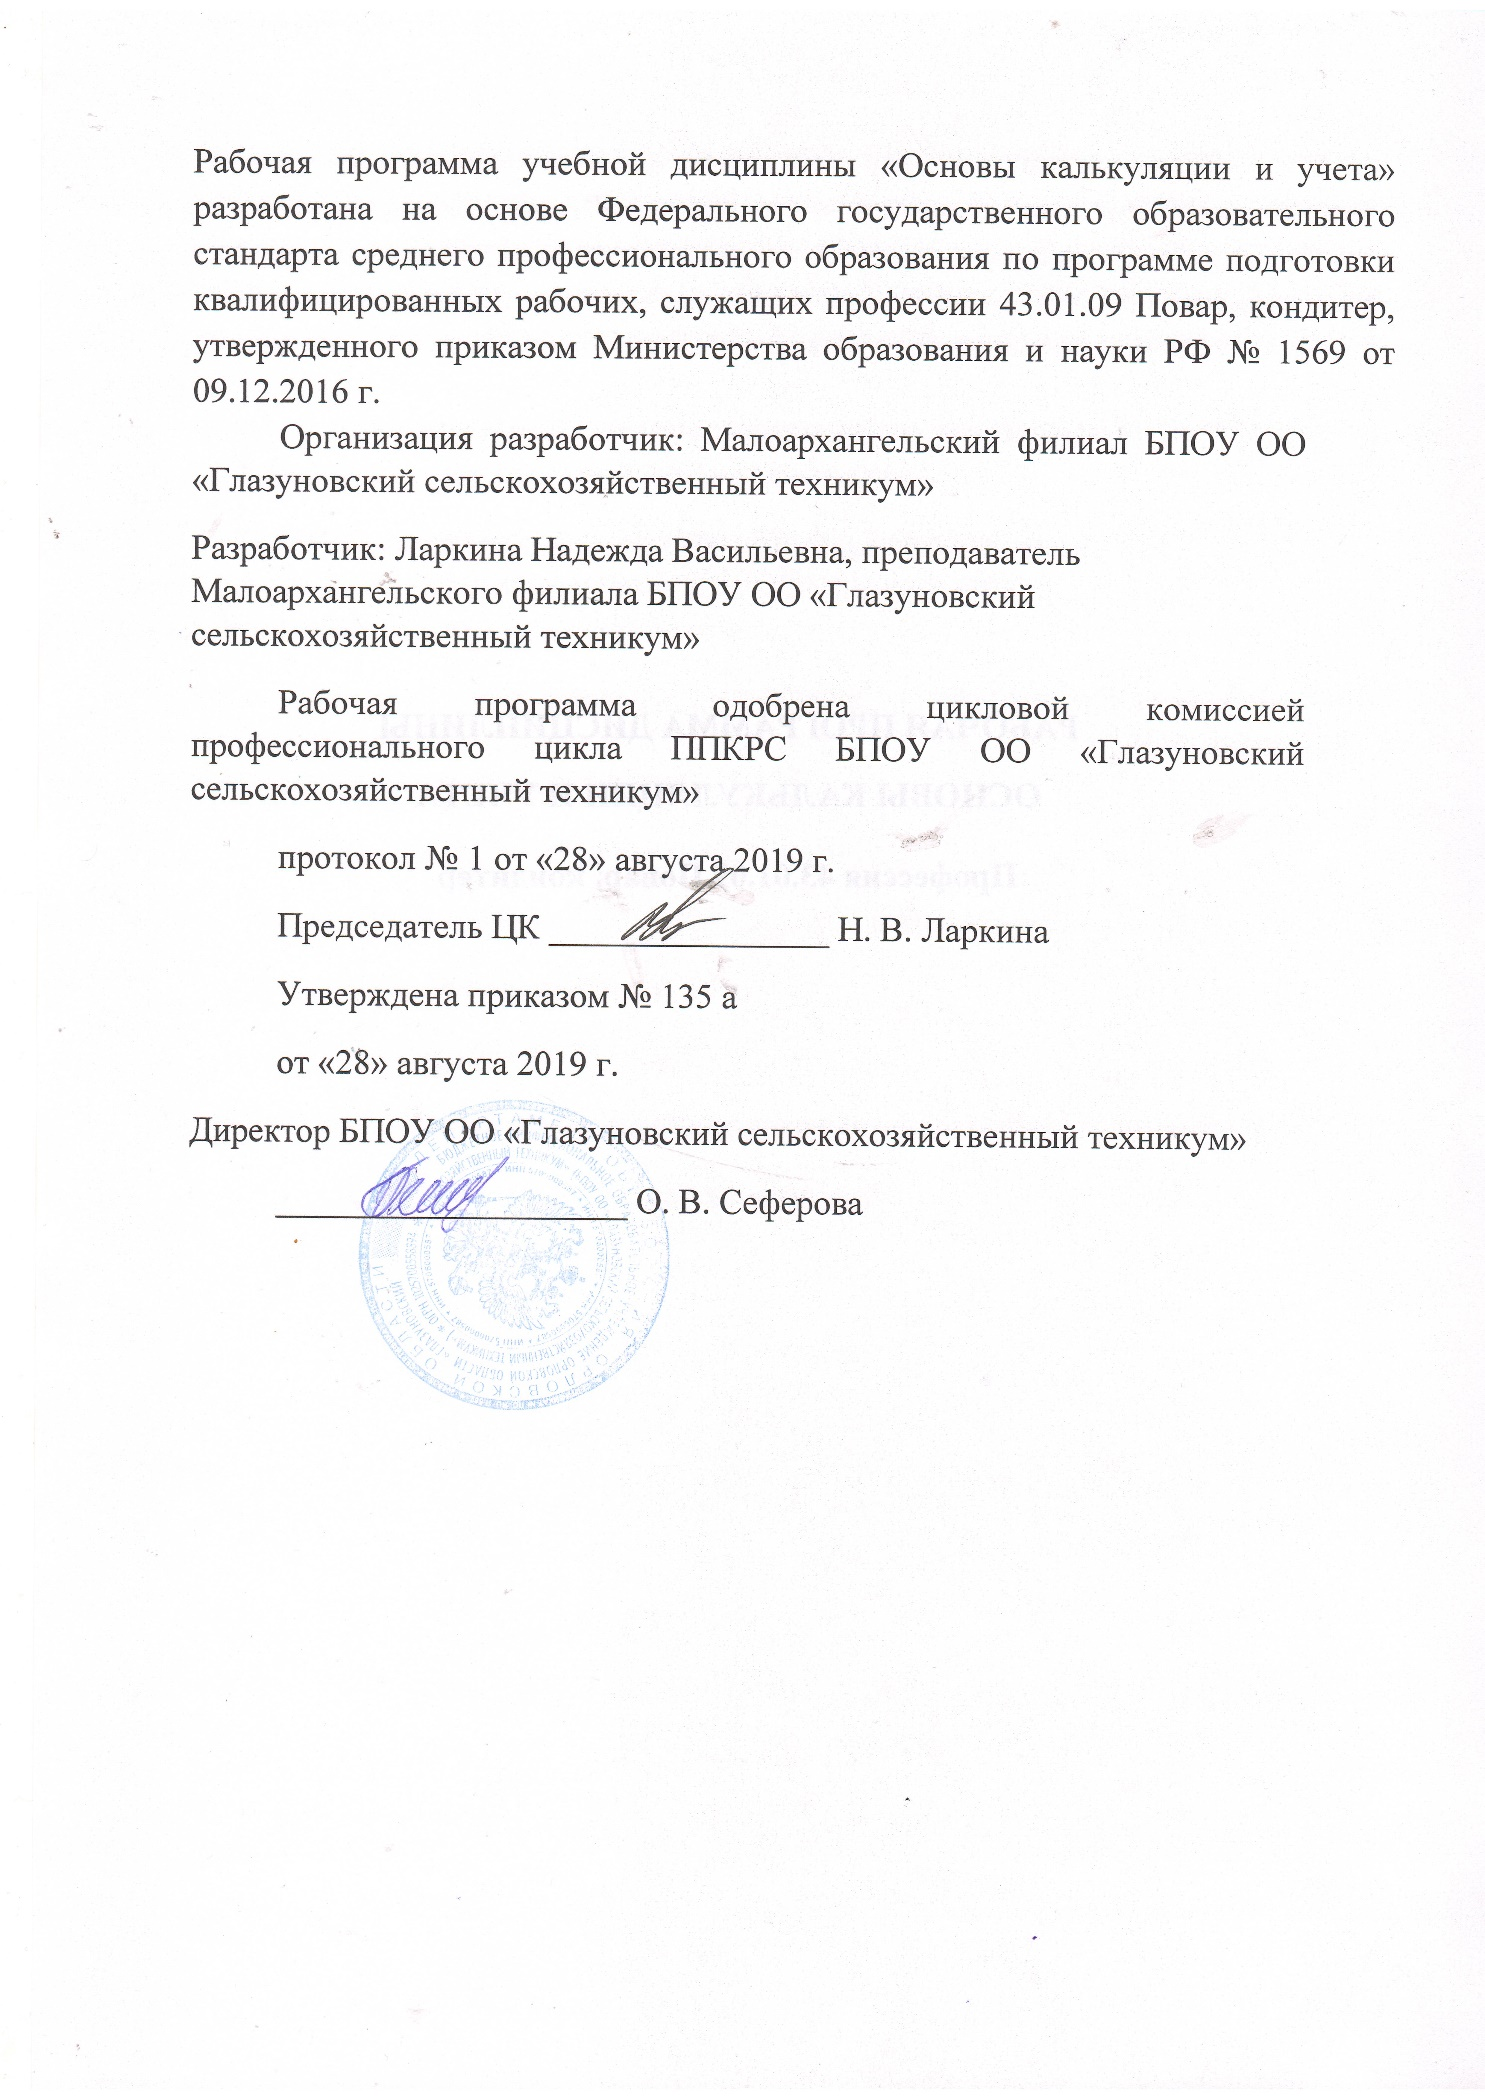 Рабочая программа учебной дисциплины «Основы калькуляции и учета»
разработана на основе Федерального государственного образовательного
стандарта среднего профессионального образования по программе подготовки
квалифицированных рабочих, служащих профессии 43.01.09 Повар, кондитер,
утвержденного приказом Министерства образования и науки РФ № 1569 от
09.12.2016 г.
Организация разработчик: Малоархангельский филиал БПОУ ОО
«Глазуновский сельскохозяйственный техникум»
Разработчик: Ларкина Надежда Васильевна, преподаватель
Малоархангельского филиала БПОУ ОО «Глазуновский
сельскохозяйственный техникум»
Рабочая программа одобрена цикловой комиссией
профессионального цикла ППКРС БПОУ ОО «Глазуновский
сельскохозяйственный техникум»
протокол № 1 от «28» августа 2019 г.
Председатель ЦК ________________ Н. В. Ларкина
Утверждена приказом № 135 а
от «28» августа 2019 г.
Директор БПОУ ОО «Глазуновский сельскохозяйственный техникум»
____________________ О. В. Сеферова
ОРЛОВСКОЙ ОБЛАСТИ